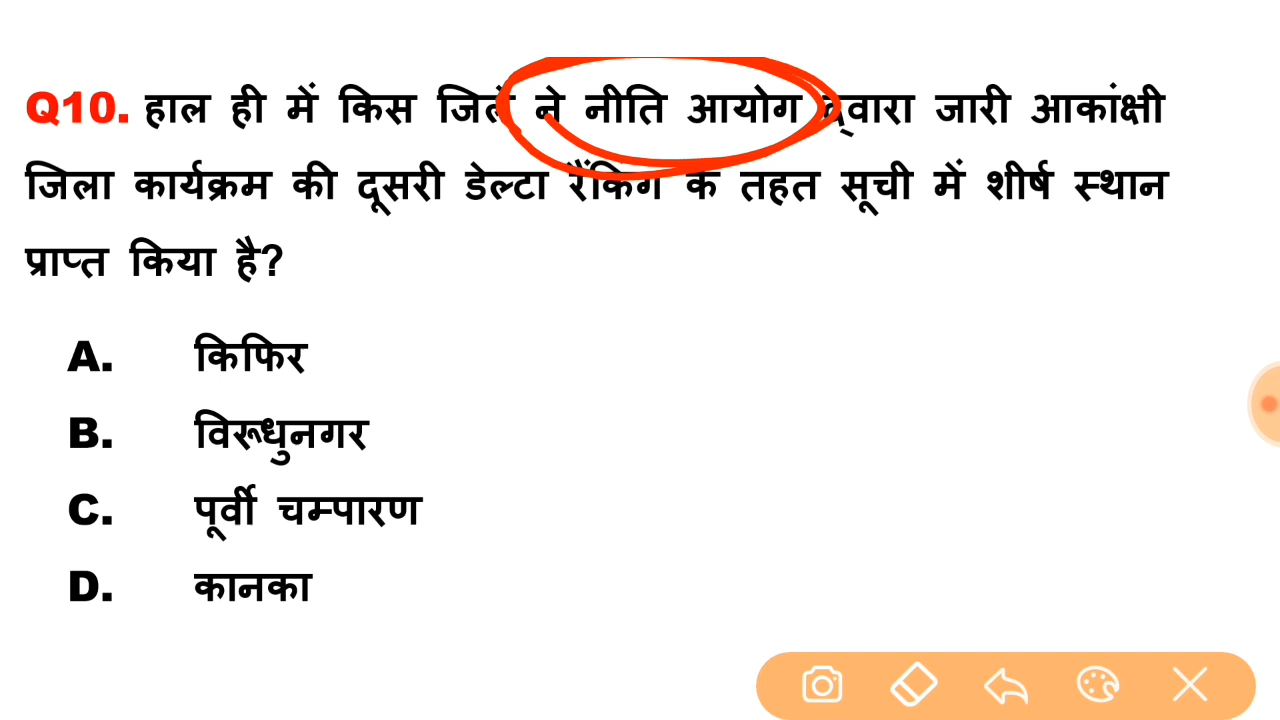 Q10. हाल ही में किस जिले ने नीति आयोग द्वारा जारी आकांक्षी
जिला कार्यक्रम की दूसरी डेल्टा रैंकिंग के तहत सूची में शीर्ष स्थान
प्राप्त किया है?
A. किफिर
B. विरूधुनगर
C. पूर्वी चम्पारण
D. कानका